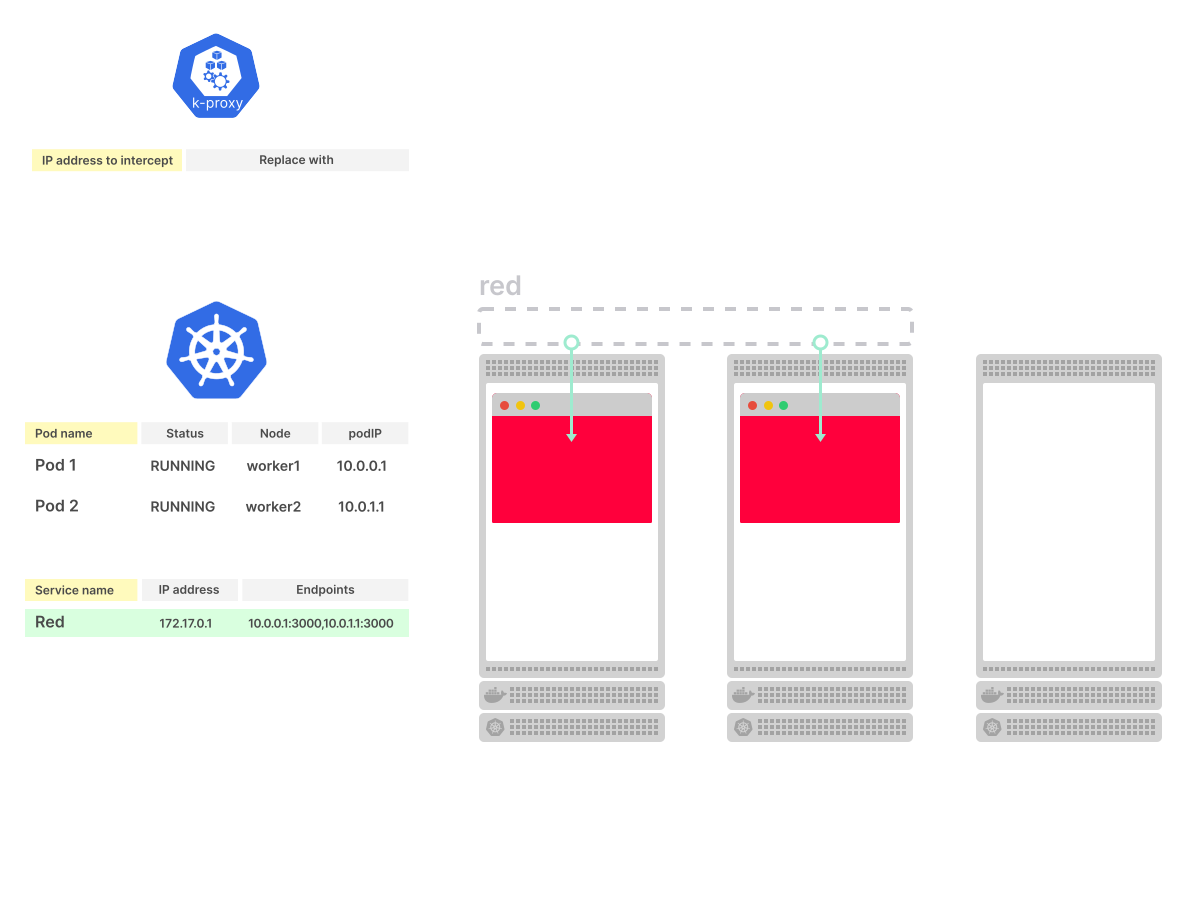 k-proxy
IP address to intercept Replace with
red
Pod name Status Node podIP
Pod 1 RUNNING worker1 10.0.0.1
Pod 2 RUNNING worker2 10.0.1.1
Service name IP address Endpoints
Red 172.17.0.1 10.0.0.1:3000,10.0.1.1:3000